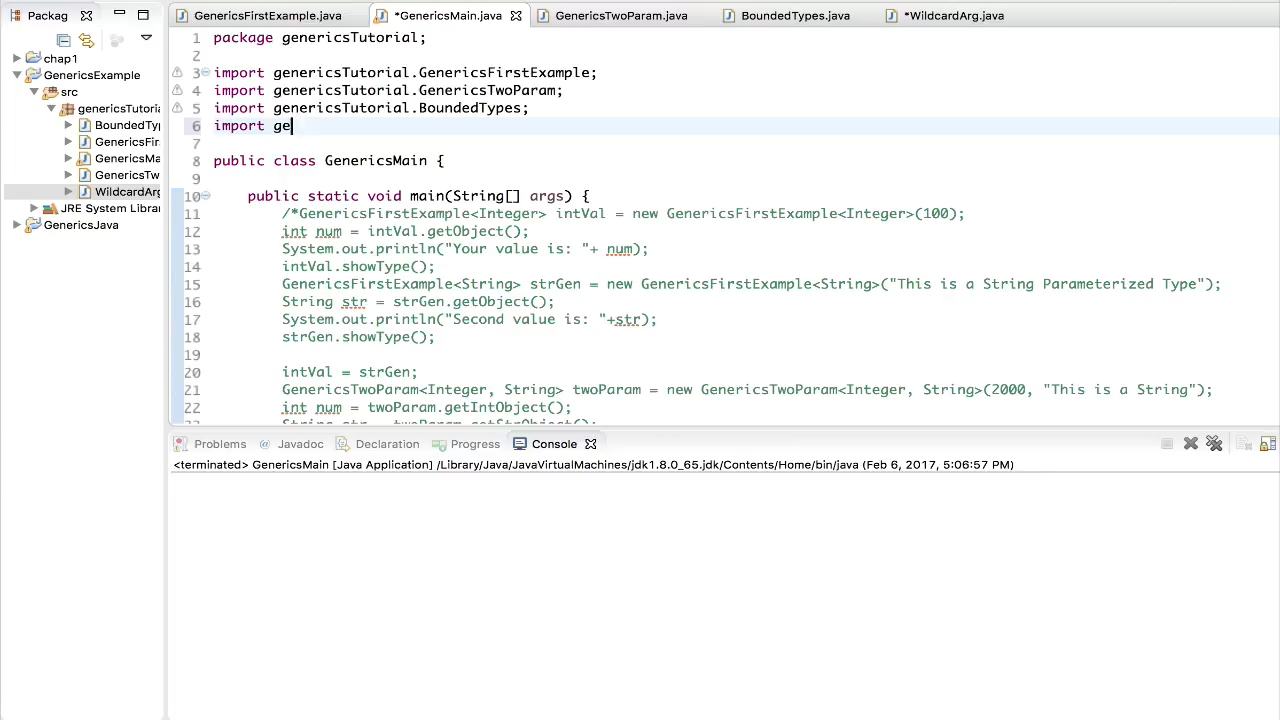 Packag
GenericsFirstExample.java
*GenericsMain.java
GenericsTwoParam.java
BoundedTypes.java
*WildcardArg.java
chap1
GenericsExample
src
genericsTutoria
BoundedTyp
GenericsFir
GenericsMa
GenericsTw
WildcardArg
JRE System Librar
GenericsJava
1 package genericsTutorial;
2
3 import genericsTutorial.GenericsFirstExample;
4 import genericsTutorial.GenericsTwoParam;
5 import genericsTutorial.BoundedTypes;
6 import ge
7
8 public class GenericsMain {
9
10 public static void main(String[] args) {
11 /*GenericsFirstExample<Integer> intVal = new GenericsFirstExample<Integer>(100);
12 int num = intVal.getObject();
13 System.out.println("Your value is: "+ num);
14 intVal.showType();
15 GenericsFirstExample<String> strGen = new GenericsFirstExample<String>("This is a String Parameterized Type");
16 String str = strGen.getObject();
17 System.out.println("Second value is: "+str);
18 strGen.showType();
19
20 intVal = strGen;
21 GenericsTwoParam<Integer, String> twoParam = new GenericsTwoParam<Integer, String>(2000, "This is a String");
22 int num = twoParam.getIntObject();
Problems
Javadoc
Declaration
Progress
Console
<terminated> GenericsMain [Java Application] /Library/Java/JavaVirtualMachines/jdk1.8.0_65.jdk/Contents/Home/bin/java (Feb 6, 2017, 5:06:57 PM)